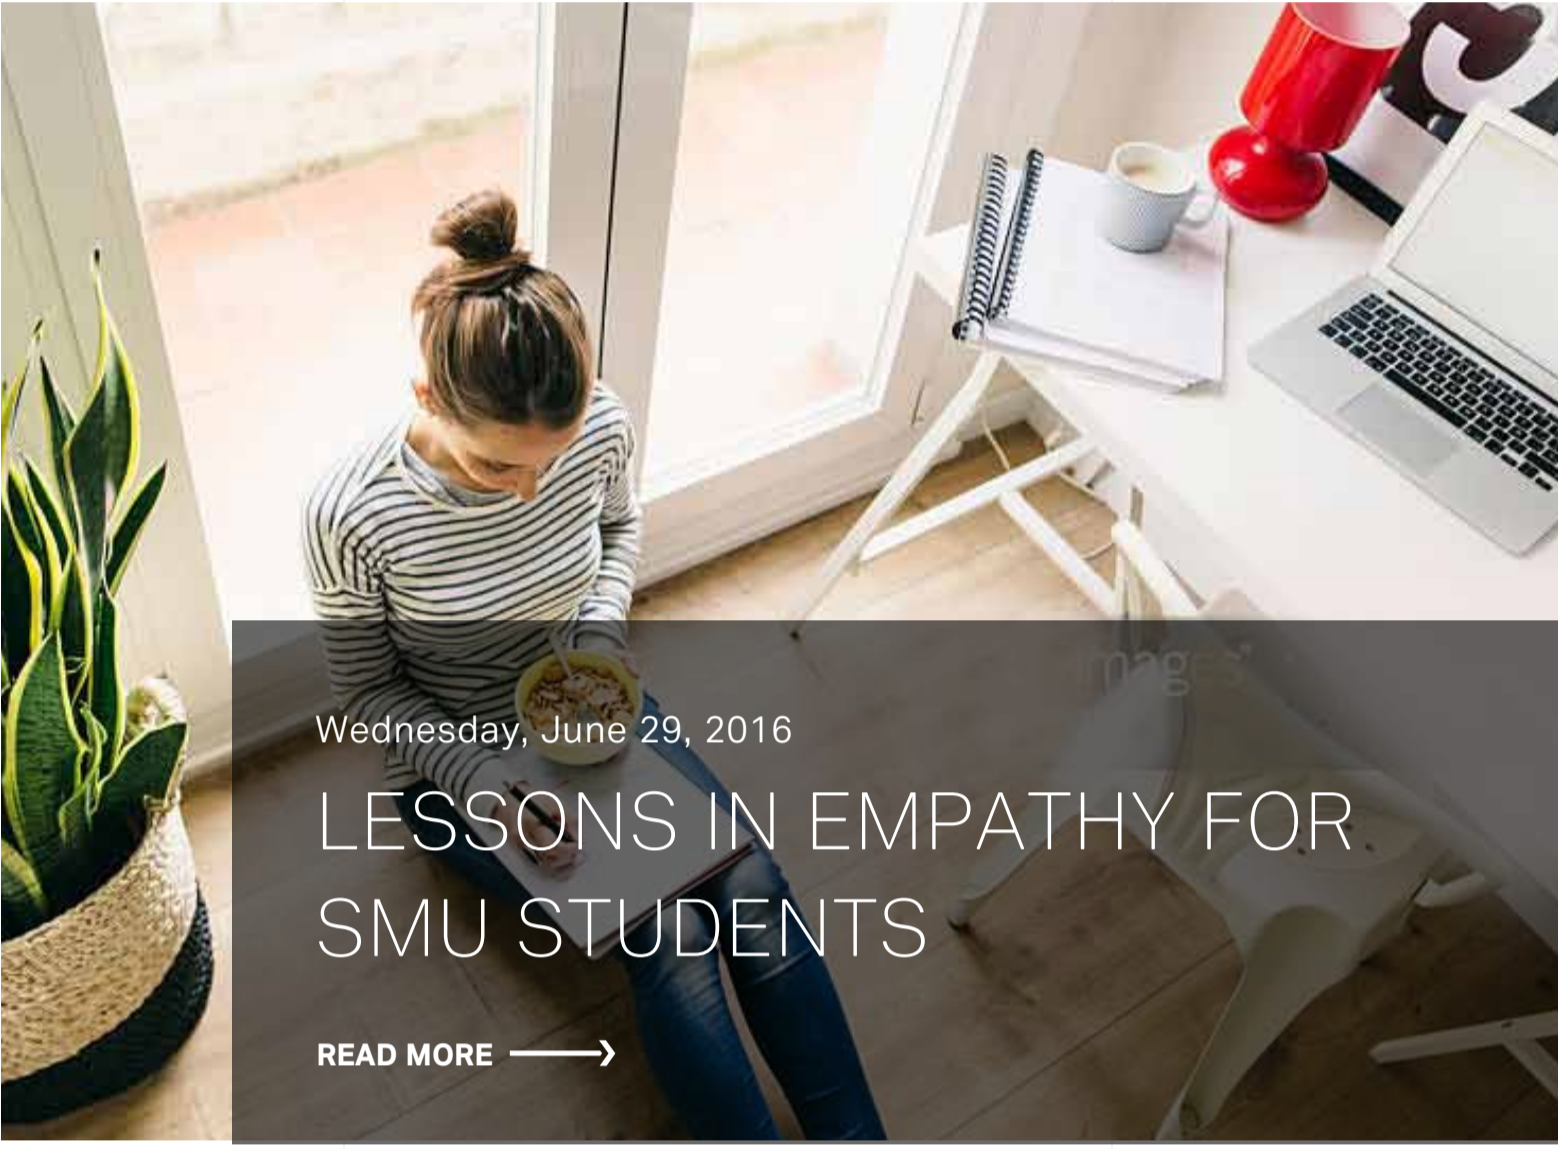 Wednesday, June 29, 2016
LESSONS IN EMPATHY FOR
SMU STUDENTS
READ MORE